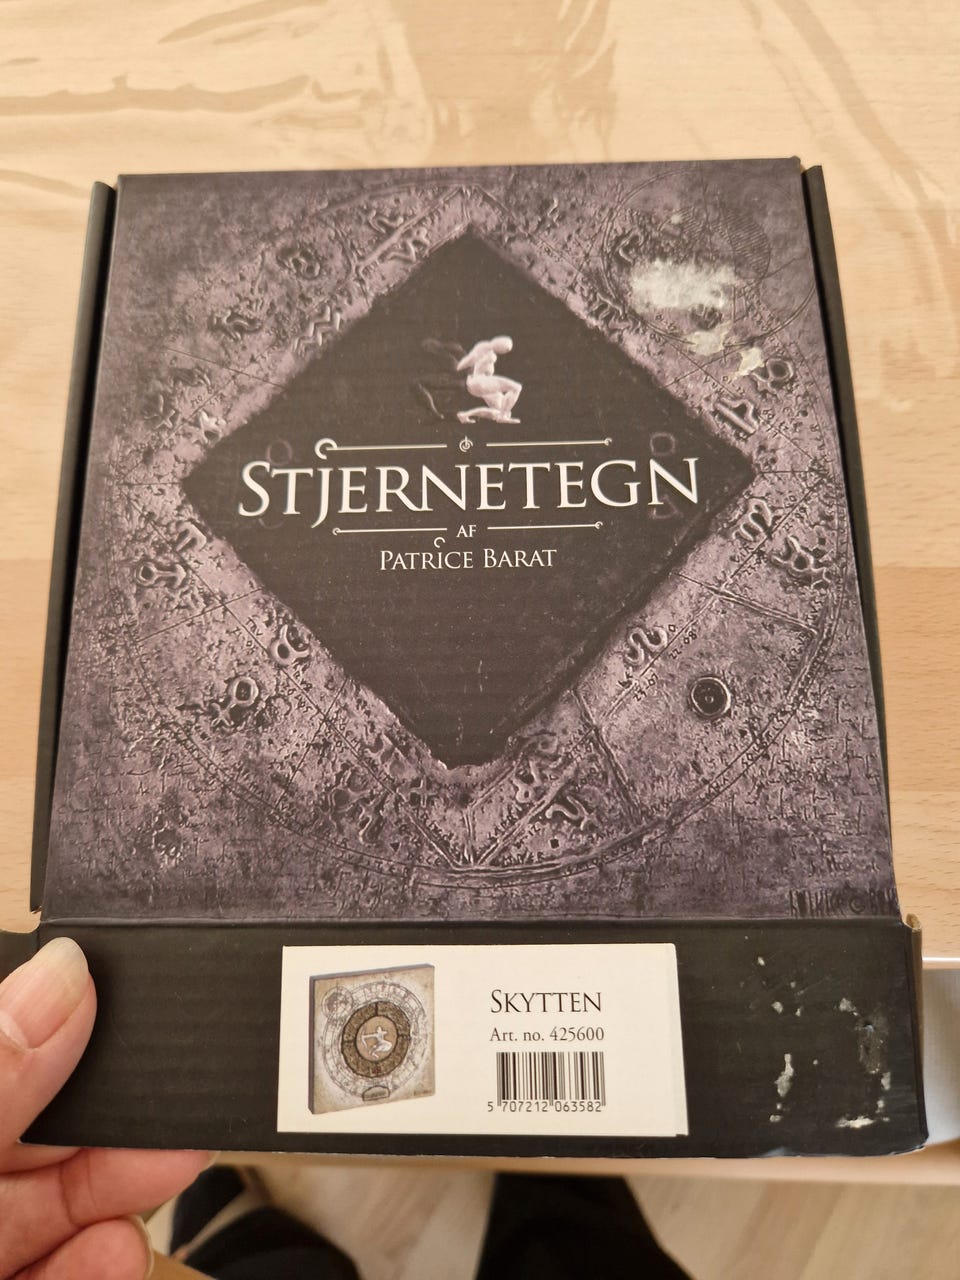 STJERNETEGN
AF
PATRICE BARAT
SKYTTEN
Art. no. 425600
5 707212 063582